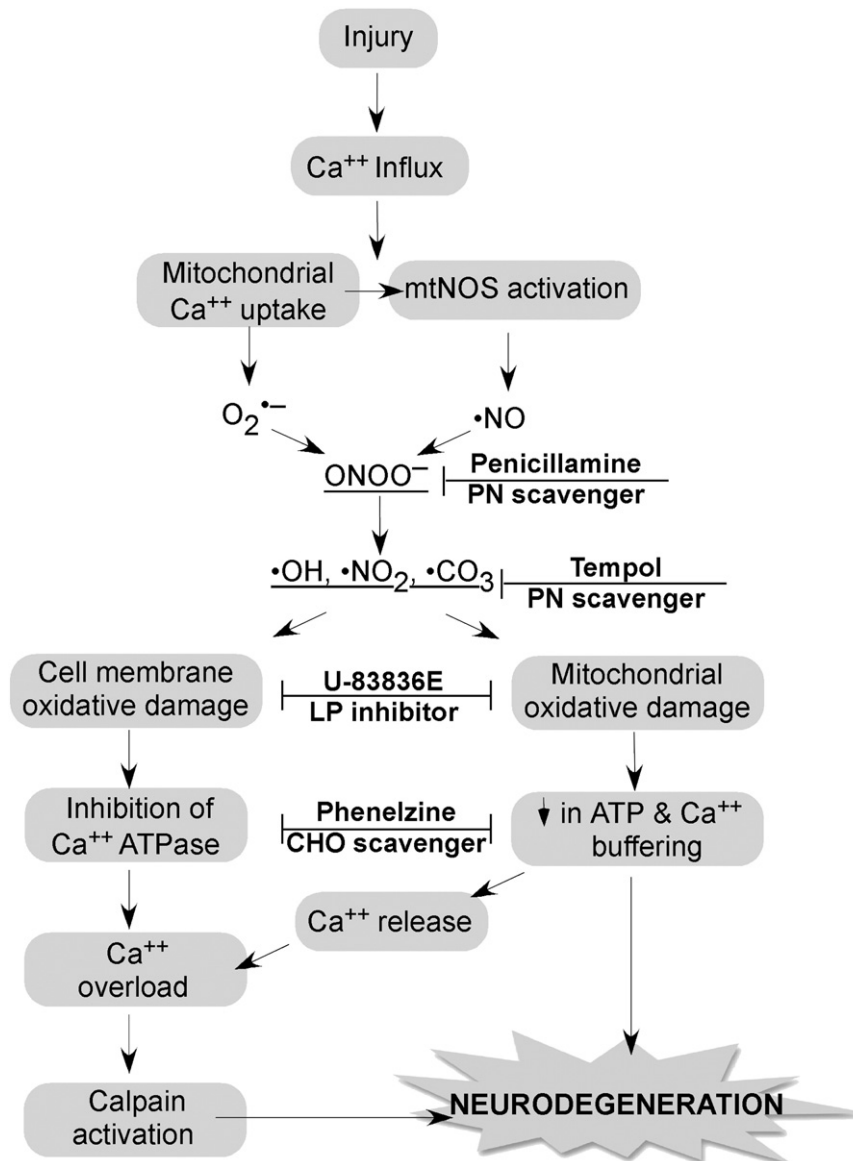 Injury
Ca++ Influx
Mitochondrial
Ca++ uptake
mtNOS activation
O2•–
•NO
ONOO–
Penicillamine
PN scavenger
•OH, •NO2, •CO3
Tempol
PN scavenger
Cell membrane
oxidative damage
U-83836E
LP inhibitor
Mitochondrial
oxidative damage
Inhibition of
Ca++ ATPase
Phenelzine
CHO scavenger
in ATP & Ca++
buffering
Ca++ release
Ca++
overload
Calpain
activation
NEURODEGENERATION